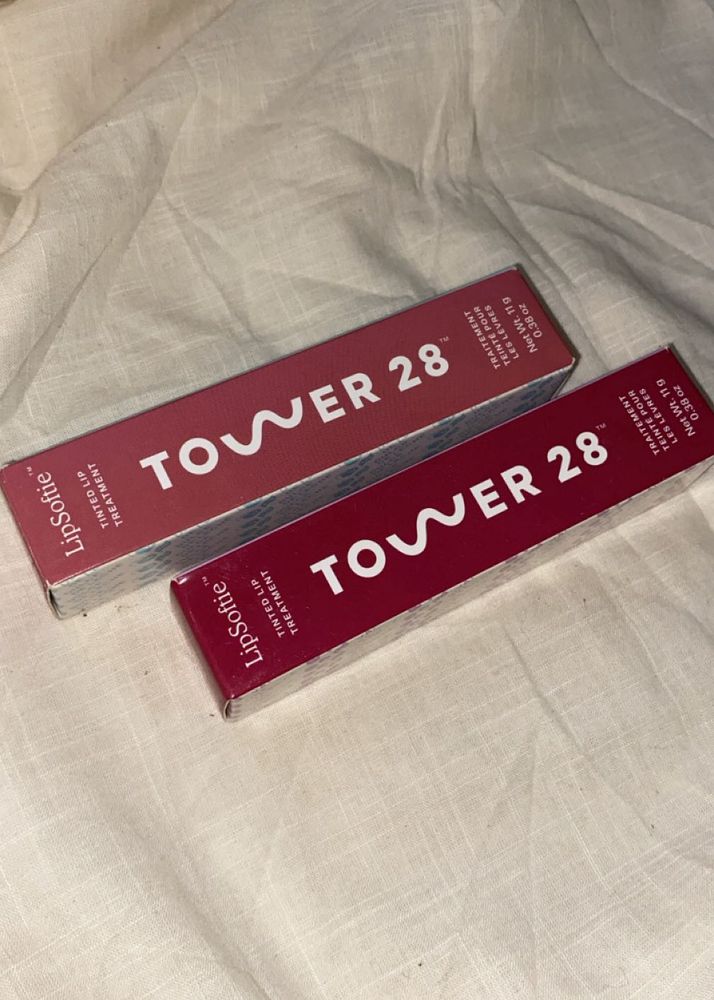 LipSoftie™
TINTED LIP
TREATMENT
TOWER 28™
TRAITEMENT
TEINTÉ POUR
LES LÈVRES
Net Wt. 11 g
0.38 oz
LipSoftie™
TINTED LIP
TREATMENT
TOWER 28™
TRAITEMENT
TEINTÉ POUR
LES LÈVRES
Net Wt. 11 g
0.38 oz